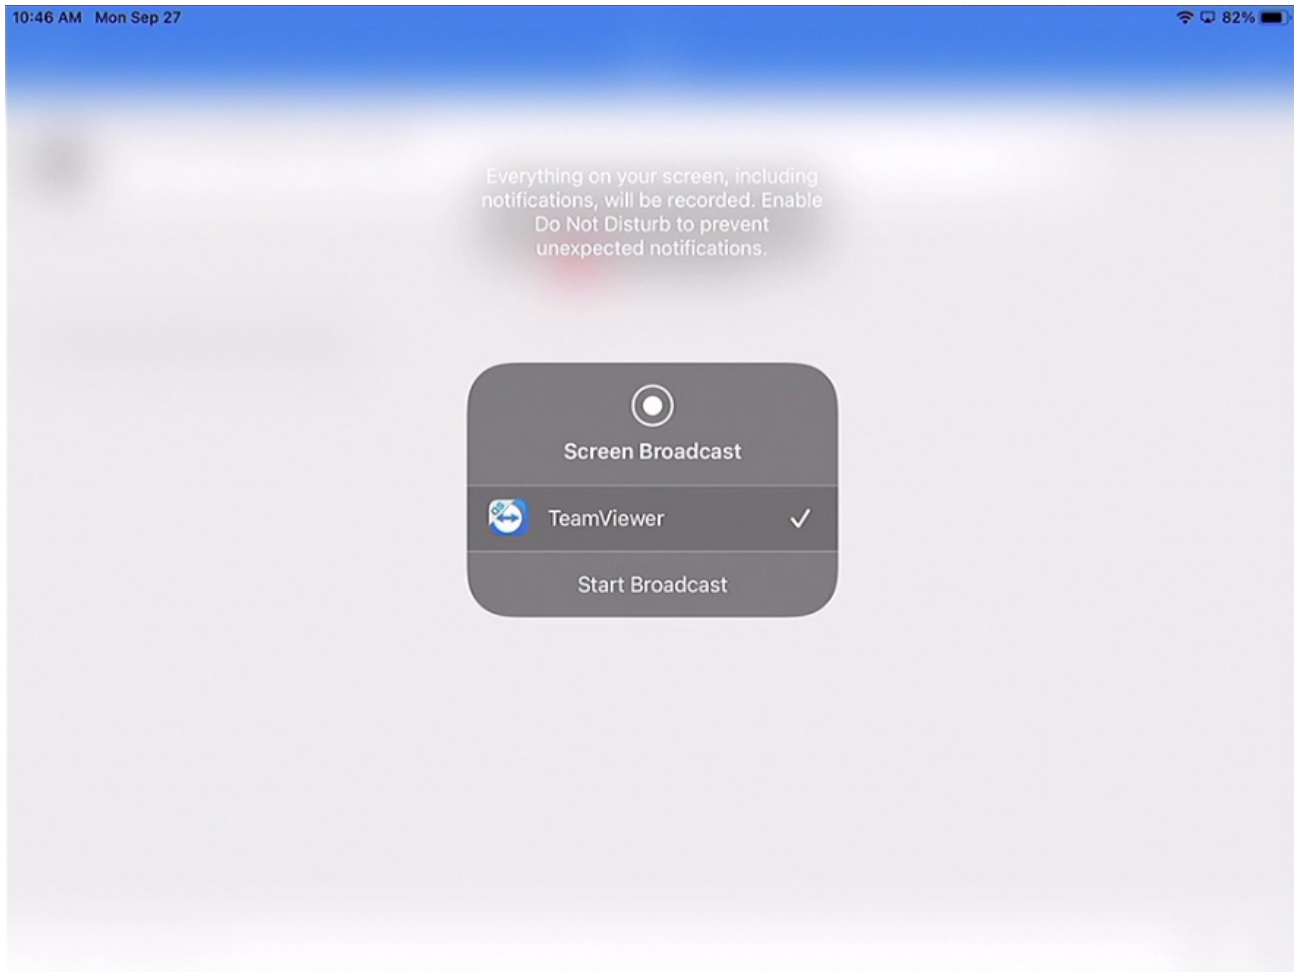 10:46 AM Mon Sep 27
82%
Everything on your screen, including
notifications, will be recorded. Enable
Do Not Disturb to prevent
unexpected notifications.
Screen Broadcast
QS
TeamViewer
Start Broadcast